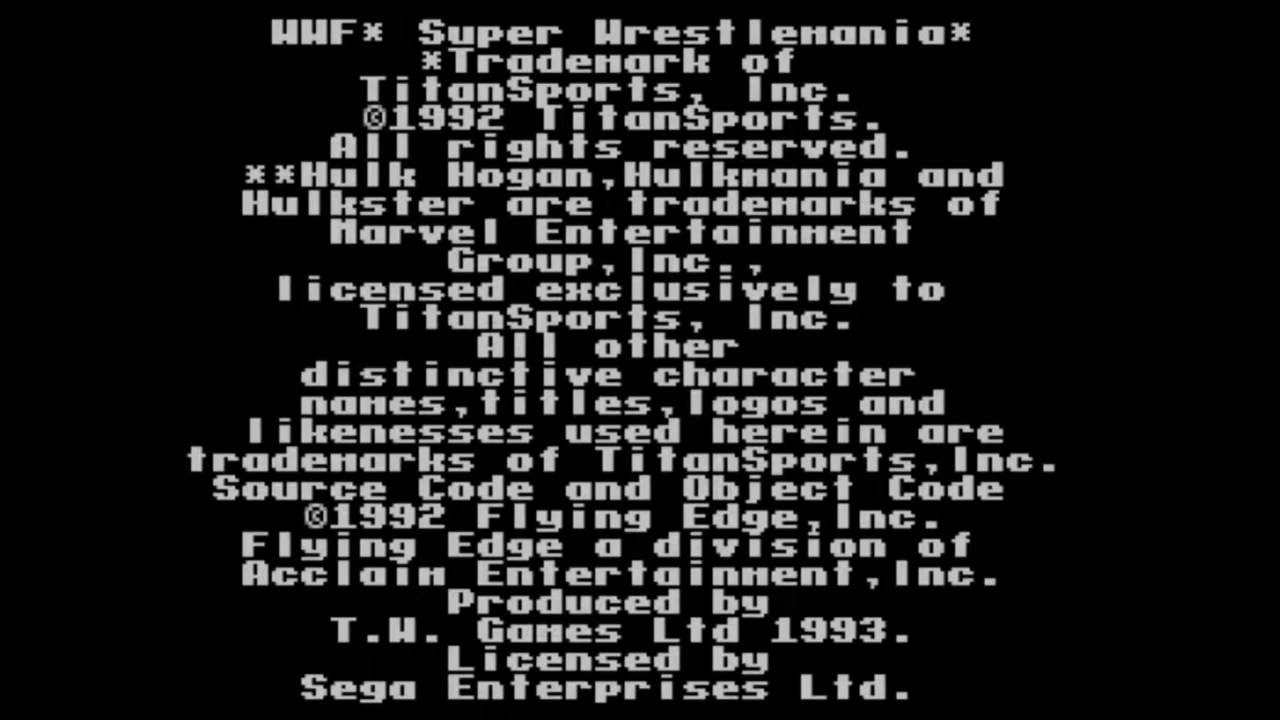 WWF* Super Wrestlemania*
*Trademark of
TitanSports, Inc.
©1992 TitanSports.
All rights reserved.
**Hulk Hogan,Hulkmania and
Hulkster are trademarks of
Marvel Entertainment
Group,Inc.,
licensed exclusively to
TitanSports, Inc.
All other
distinctive character
names,titles,logos and
likenesses used herein are
trademarks of TitanSports,Inc.
Source Code and Object Code
©1992 Flying Edge,Inc.
Flying Edge a division of
Acclaim Entertainment,Inc.
Produced by
T.W. Games Ltd 1993.
Licensed by
Sega Enterprises Ltd.